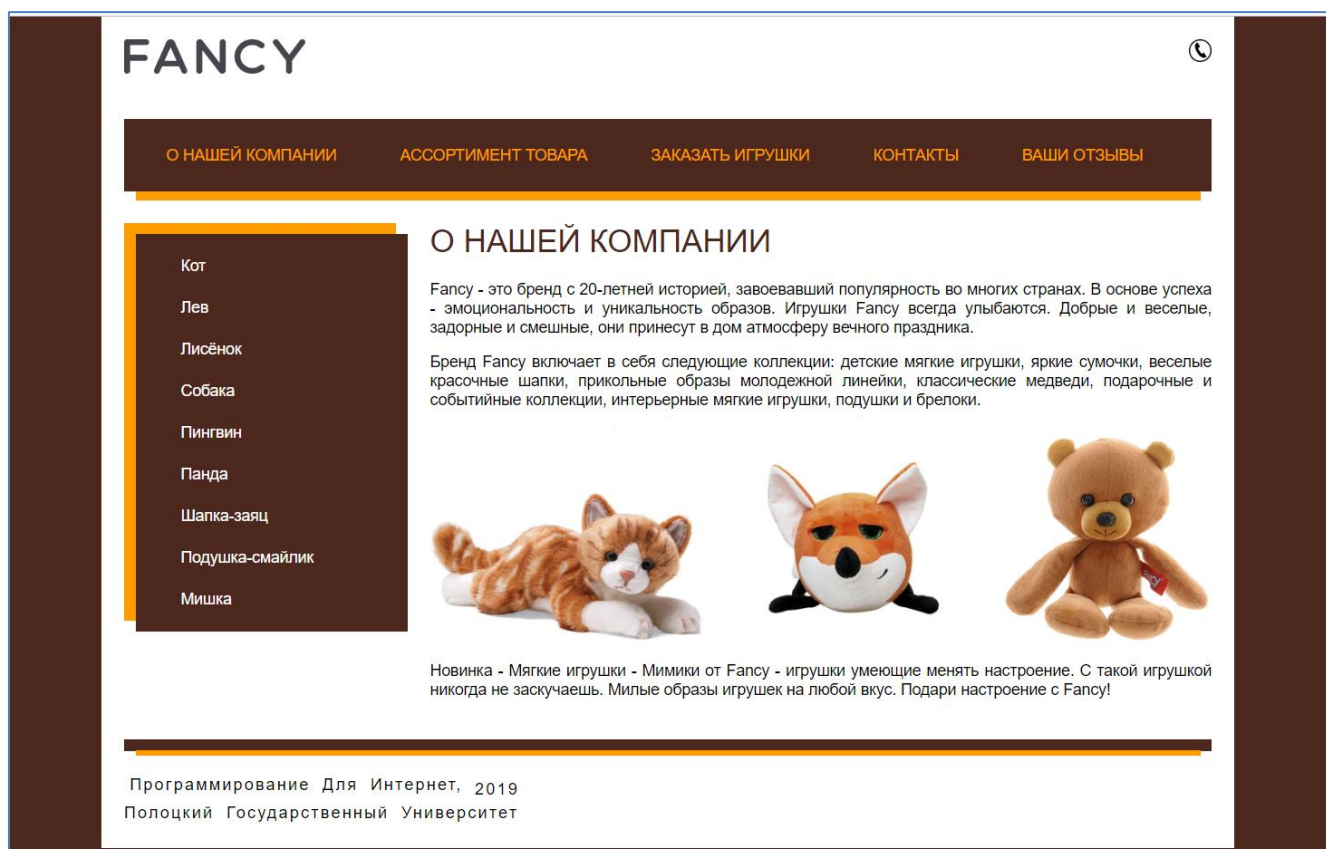 FANCY
О НАШЕЙ КОМПАНИИ АССОРТИМЕНТ ТОВАРА ЗАКАЗАТЬ ИГРУШКИ КОНТАКТЫ ВАШИ ОТЗЫВЫ
Кот
Лев
Лисёнок
Собака
Пингвин
Панда
Шапка-заяц
Подушка-смайлик
Мишка
О НАШЕЙ КОМПАНИИ
Fancy - это бренд с 20-летней историей, завоевавший популярность во многих странах. В основе успеха
- эмоциональность и уникальность образов. Игрушки Fancy всегда улыбаются. Добрые и веселые,
задорные и смешные, они принесут в дом атмосферу вечного праздника.
Бренд Fancy включает в себя следующие коллекции: детские мягкие игрушки, яркие сумочки, веселые
красочные шапки, прикольные образы молодежной линейки, классические медведи, подарочные и
событийные коллекции, интерьерные мягкие игрушки, подушки и брелоки.
Новинка - Мягкие игрушки - Мимики от Fancy - игрушки умеющие менять настроение. С такой игрушкой
никогда не заскучаешь. Милые образы игрушек на любой вкус. Подари настроение с Fancy!
Программирование Для Интернет, 2019
Полоцкий Государственный Университет